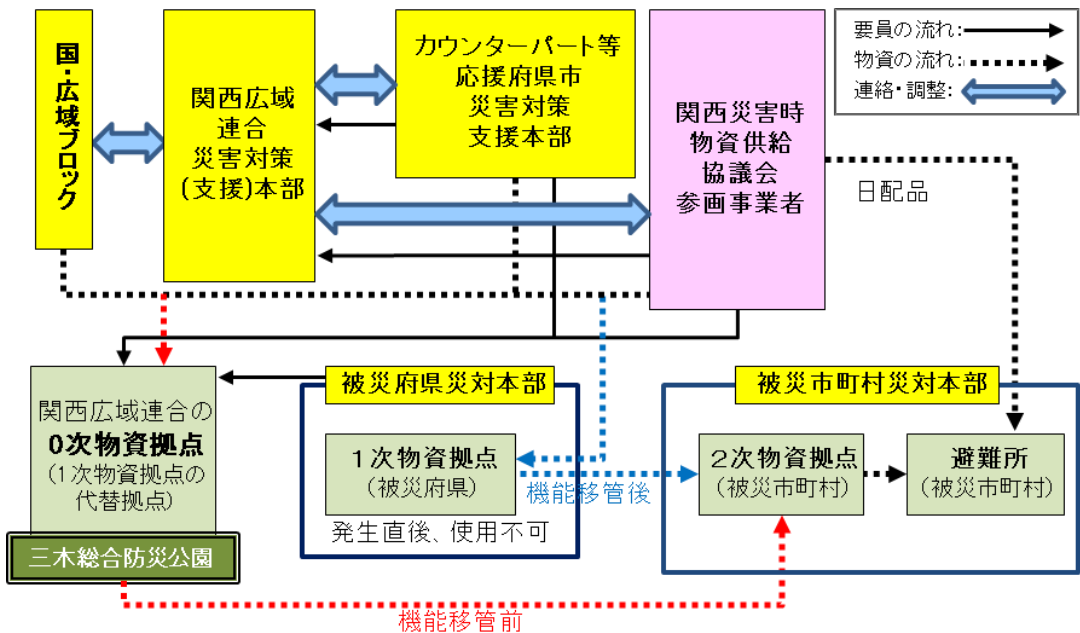 国・広域ブロック
関西広域
連合
災害対策
(支援)本部
カウンターパート等
応援府県市
災害対策
支援本部
関西災害時
物資供給
協議会
参画事業者
要員の流れ:
物資の流れ:
連絡・調整:
日配品
関西広域連合の
0次物資拠点
(1次物資拠点の
代替拠点)
三木総合防災公園
被災府県災対本部
1次物資拠点
(被災府県)
発生直後、使用不可
機能移管後
被災市町村災対本部
2次物資拠点
(被災市町村)
避難所
(被災市町村)
機能移管前